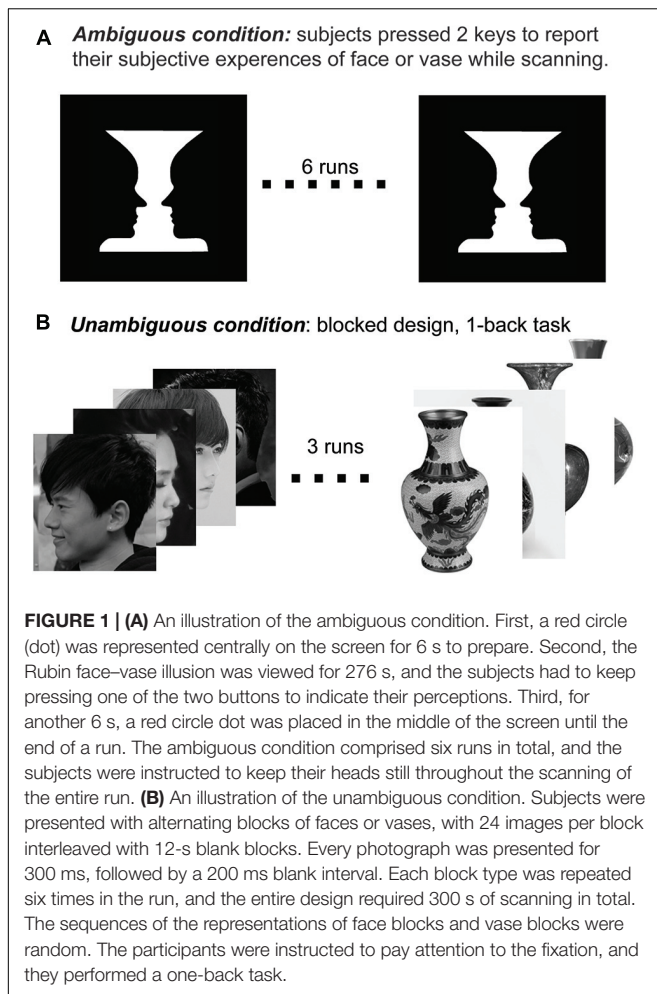 A Ambiguous condition: subjects pressed 2 keys to report
their subjective experences of face or vase while scanning.
6 runs
B Unambiguous condition: blocked design, 1-back task
3 runs
FIGURE 1 | (A) An illustration of the ambiguous condition. First, a red circle
(dot) was represented centrally on the screen for 6 s to prepare. Second, the
Rubin face–vase illusion was viewed for 276 s, and the subjects had to keep
pressing one of the two buttons to indicate their perceptions. Third, for
another 6 s, a red circle dot was placed in the middle of the screen until the
end of a run. The ambiguous condition comprised six runs in total, and the
subjects were instructed to keep their heads still throughout the scanning of
the entire run. (B) An illustration of the unambiguous condition. Subjects were
presented with alternating blocks of faces or vases, with 24 images per block
interleaved with 12-s blank blocks. Every photograph was presented for
300 ms, followed by a 200 ms blank interval. Each block type was repeated
six times in the run, and the entire design required 300 s of scanning in total.
The sequences of the representations of face blocks and vase blocks were
random. The participants were instructed to pay attention to the fixation, and
they performed a one-back task.